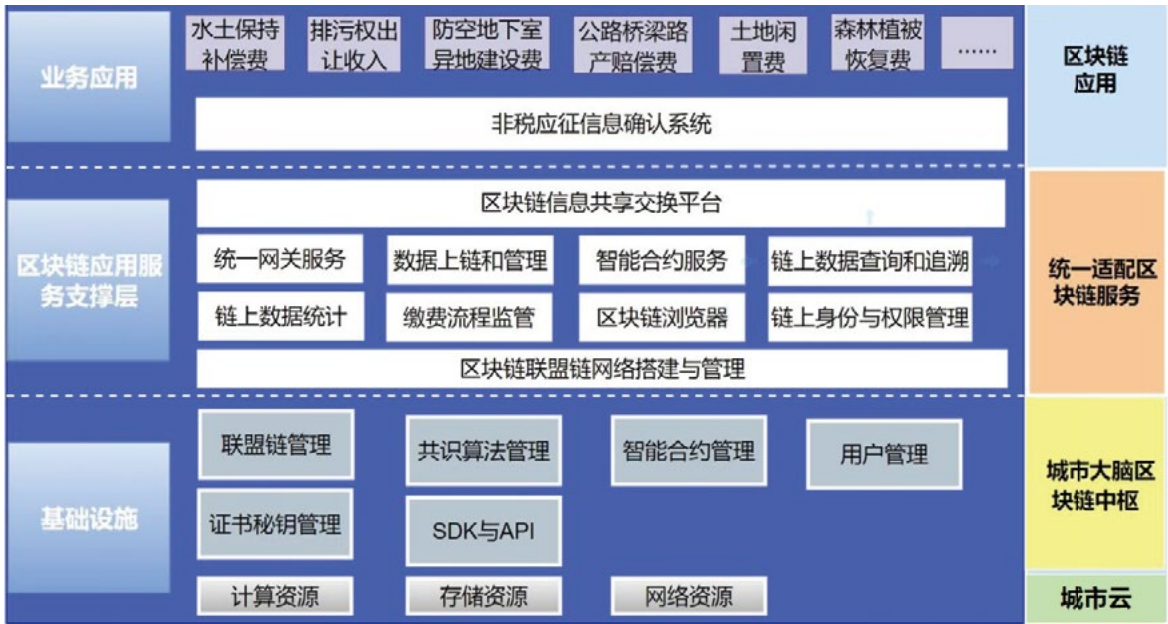 业务应用
水土保持
补偿费
排污权出
让收入
防空地下室
异地建设费
公路桥梁路
产赔偿费
土地闲
置费
森林植被
恢复费
……
非税应征信息确认系统
区块链
应用
区块链应用服
务支撑层
区块链信息共享交换平台
统一网关服务
数据上链和管理
智能合约服务
链上数据查询和追溯
链上数据统计
缴费流程监管
区块链浏览器
链上身份与权限管理
区块链联盟链网络搭建与管理
统一适配区
块链服务
基础设施
联盟链管理
共识算法管理
智能合约管理
用户管理
证书秘钥管理
SDK与API
计算资源
存储资源
网络资源
城市大脑区
块链中枢
城市云